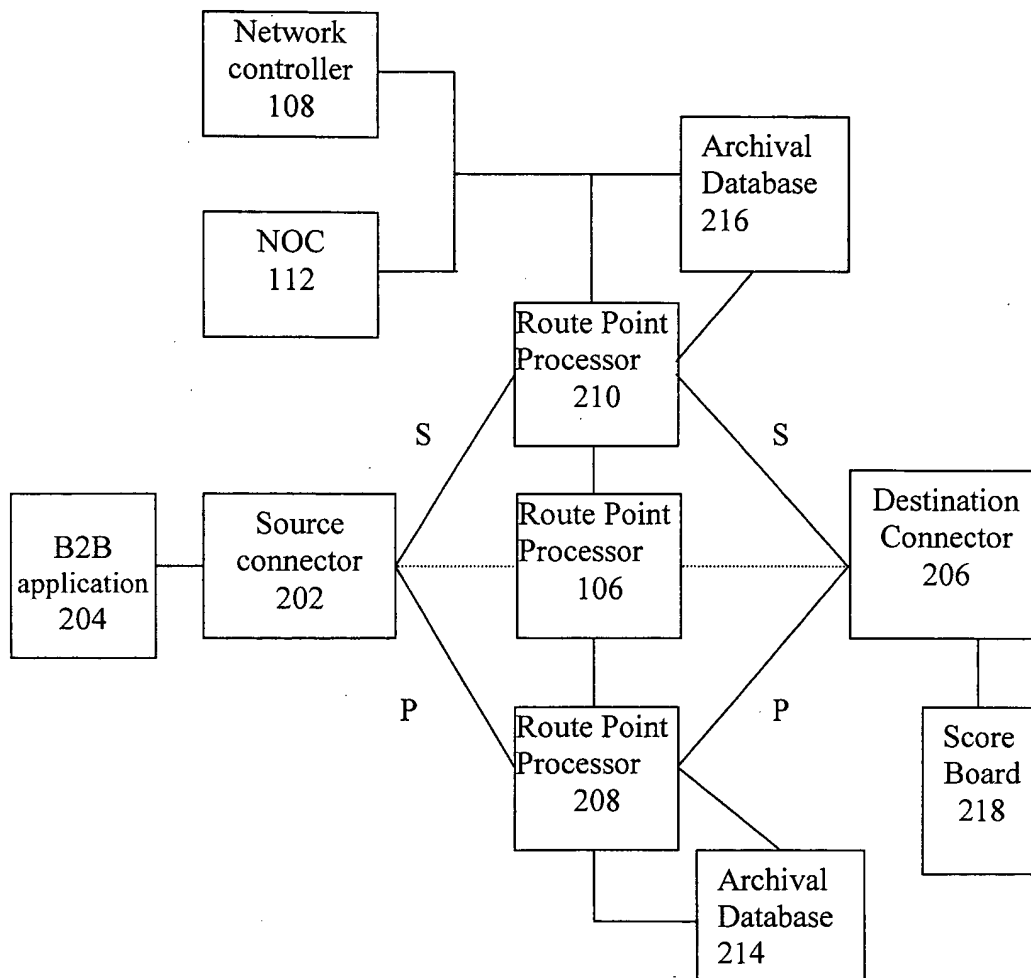 Network
controller
108
Archival
Database
216
NOC
112
Route Point
Processor
210
S
S
B2B
application
204
Source
connector
202
Route Point
Processor
106
Destination
Connector
206
P
P
Route Point
Processor
208
Score
Board
218
Archival
Database
214